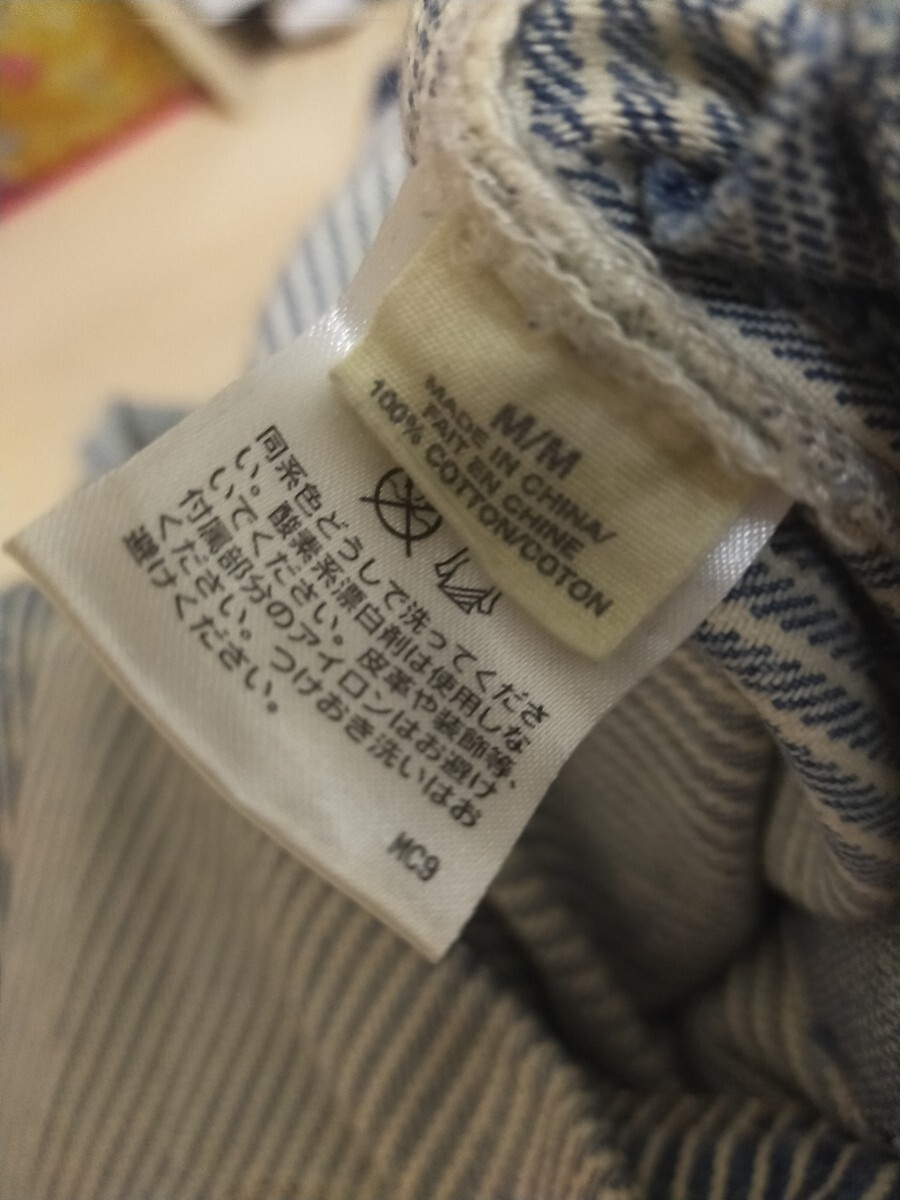 M/M
MADE IN CHINA/
FAIT EN CHINE
100% COTTON/COTON
同系色どうしで洗ってくださ
い。酸素系漂白剤は使用しな
いでください。皮革や装飾等、
付属部分のアイロンはお避け
ください。つけおき洗いはお
避けください。
MC9